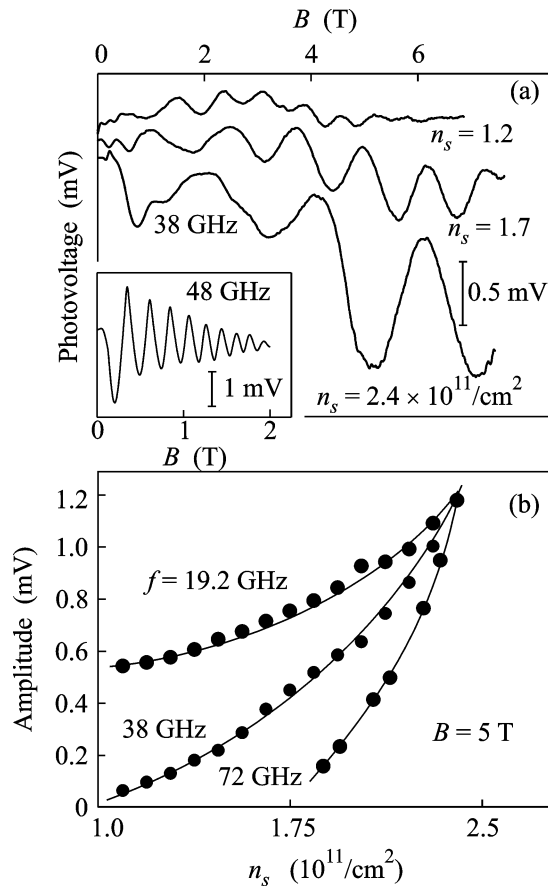 B (T)
0 2 4 6
(a)
n_s = 1.2
38 GHz
n_s = 1.7
Photovoltage (mV)
48 GHz
0.5 mV
1 mV
n_s = 2.4 × 10^11/cm^2
0 1 2
B (T)
(b)
1.2
1.0
f = 19.2 GHz
0.8
0.6
Amplitude (mV)
0.4
38 GHz
B = 5 T
0.2
72 GHz
0
1.0 1.75 2.5
n_s (10^11/cm^2)